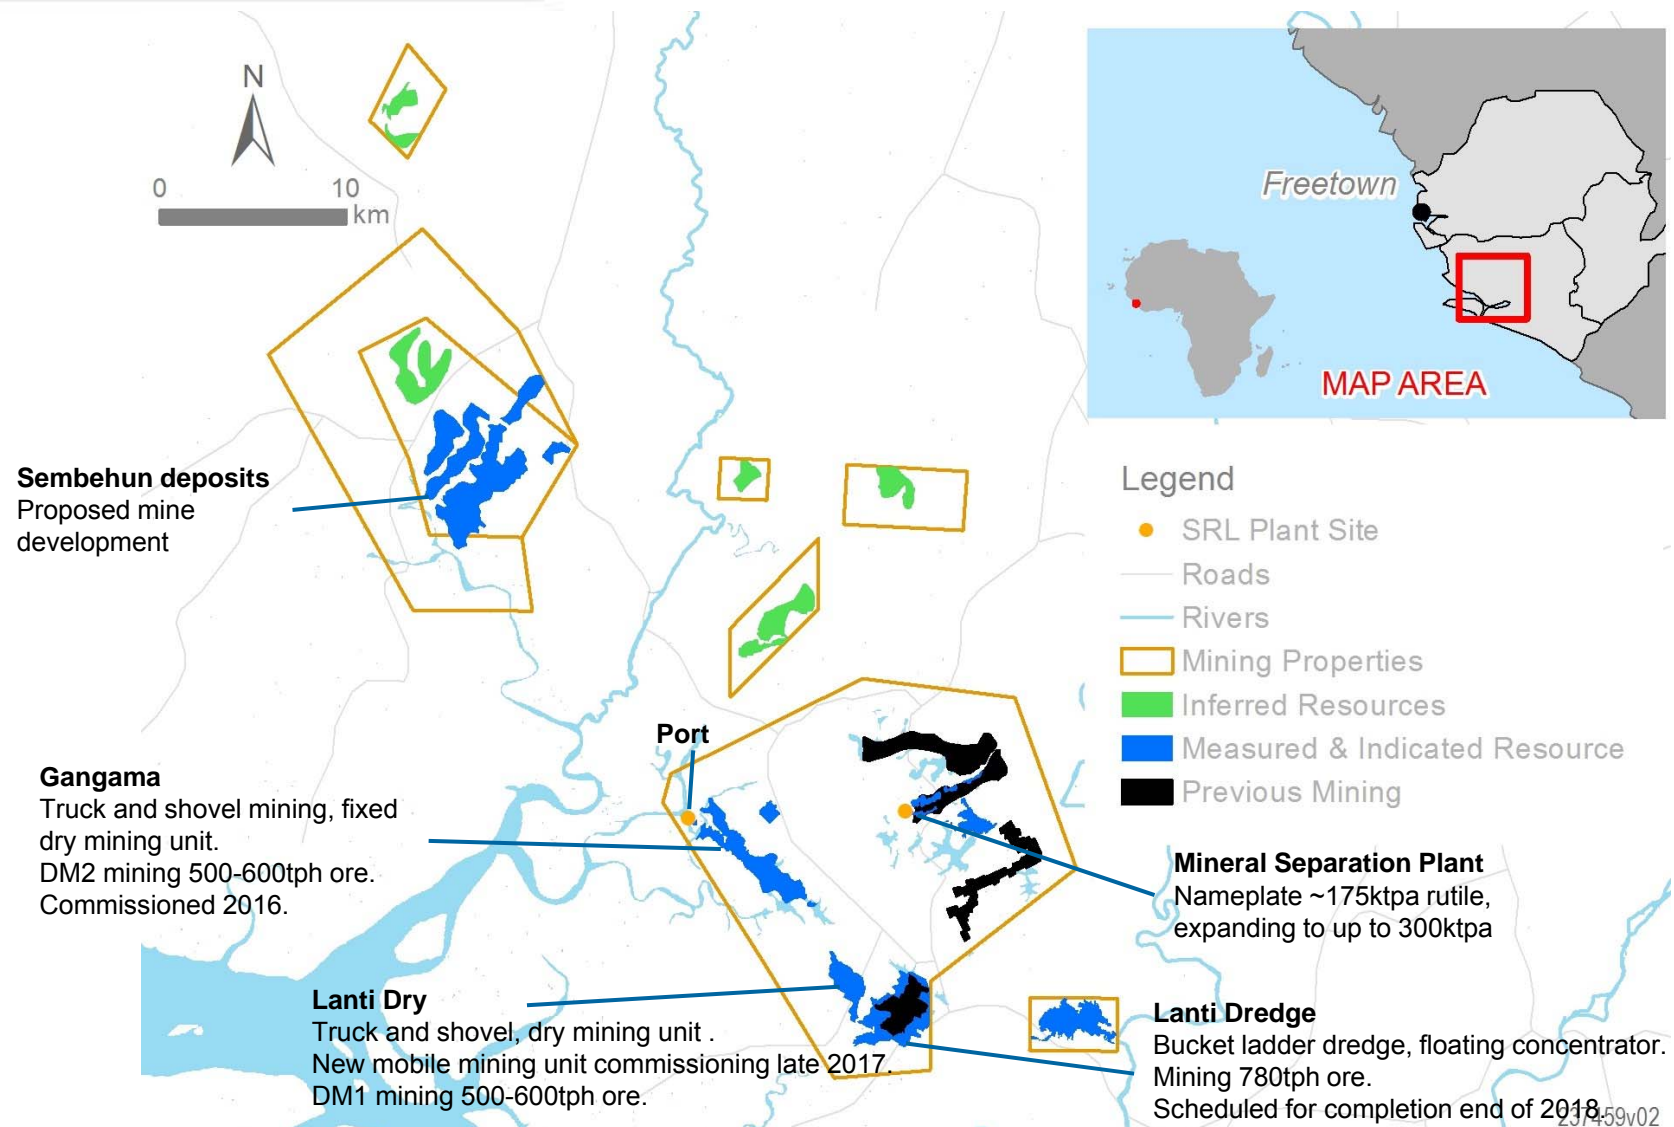 N
0 10
km
Freetown
MAP AREA
Sembehun deposits
Proposed mine
development
Legend
SRL Plant Site
Roads
Rivers
Mining Properties
Inferred Resources
Measured & Indicated Resource
Previous Mining
Port
Gangama
Truck and shovel mining, fixed
dry mining unit.
DM2 mining 500-600tph ore.
Commissioned 2016.
Mineral Separation Plant
Nameplate ~175ktpa rutile,
expanding to up to 300ktpa
Lanti Dry
Truck and shovel, dry mining unit .
New mobile mining unit commissioning late 2017.
DM1 mining 500-600tph ore.
Lanti Dredge
Bucket ladder dredge, floating concentrator.
Mining 780tph ore.
Scheduled for completion end of 2018.
237459v02